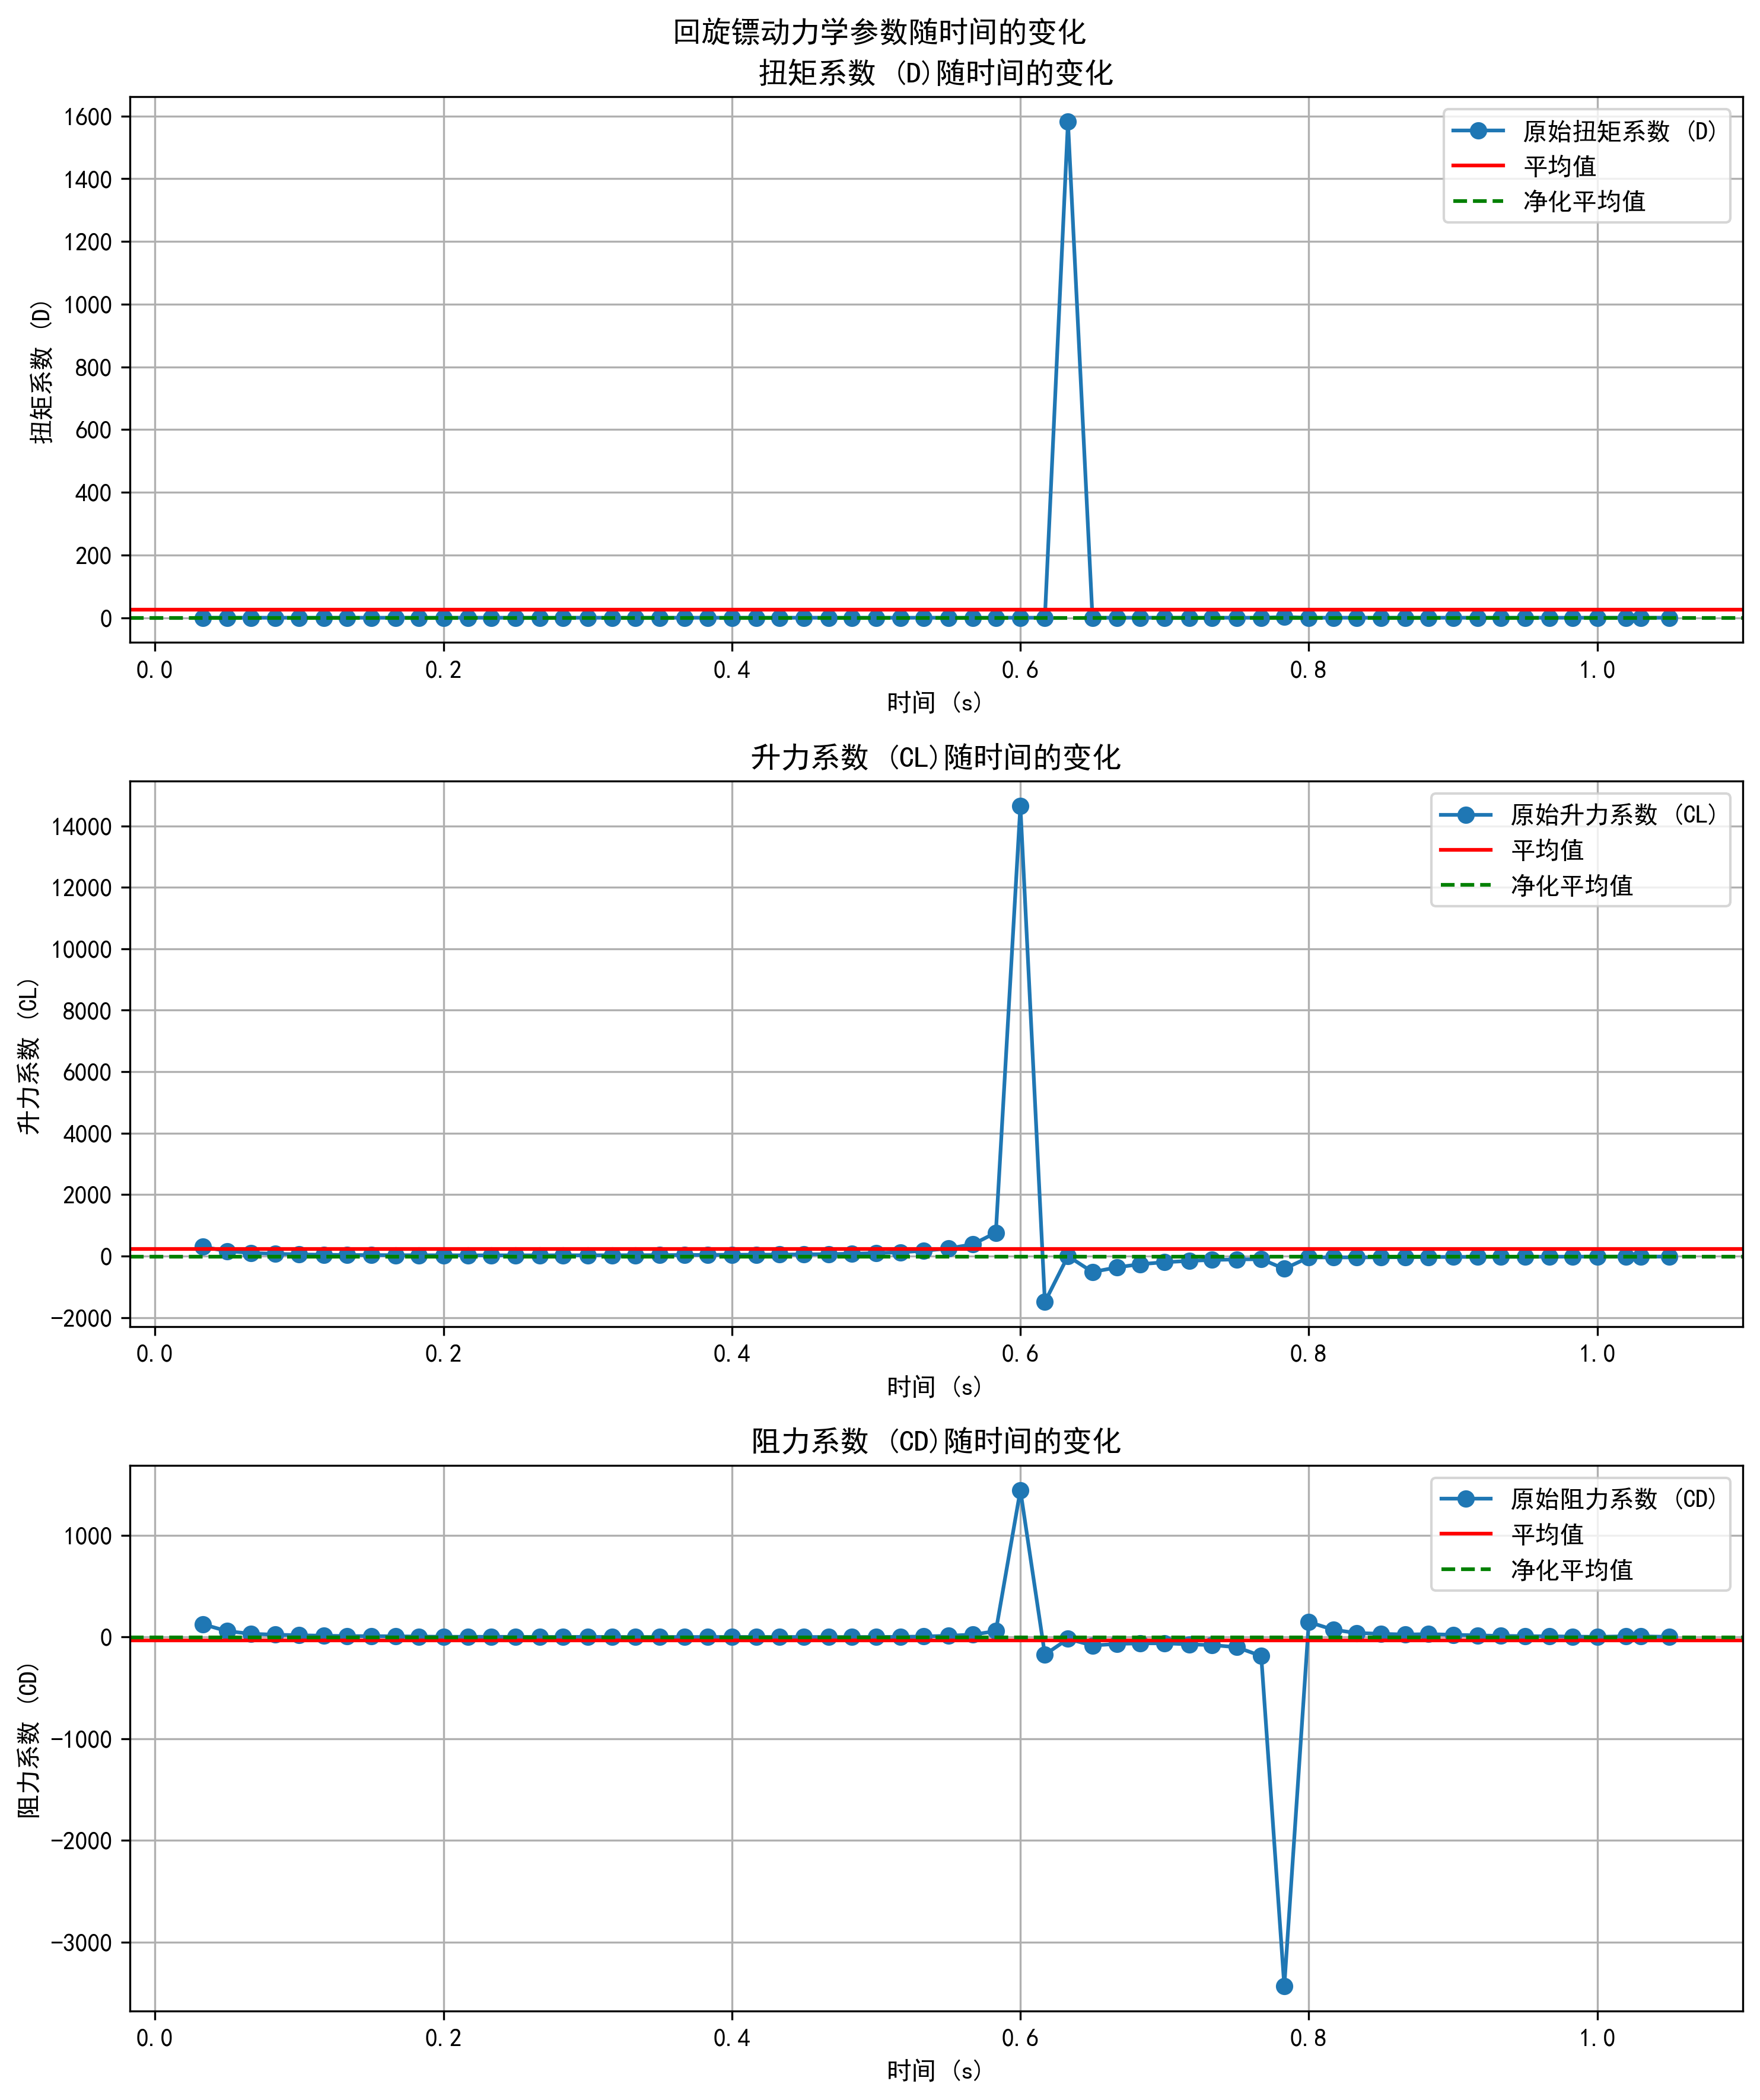 回旋镖动力学参数随时间的变化
扭矩系数 (D)随时间的变化
1600
1400
1200
1000
800
600
400
200
0
扭矩系数 (D)
原始扭矩系数 (D)
平均值
净化平均值
0.0 0.2 0.4 0.6 0.8 1.0
时间 (s)
升力系数 (CL)随时间的变化
14000
12000
10000
8000
6000
4000
2000
0
−2000
升力系数 (CL)
原始升力系数 (CL)
平均值
净化平均值
0.0 0.2 0.4 0.6 0.8 1.0
时间 (s)
阻力系数 (CD)随时间的变化
1000
0
−1000
−2000
−3000
阻力系数 (CD)
原始阻力系数 (CD)
平均值
净化平均值
0.0 0.2 0.4 0.6 0.8 1.0
时间 (s)